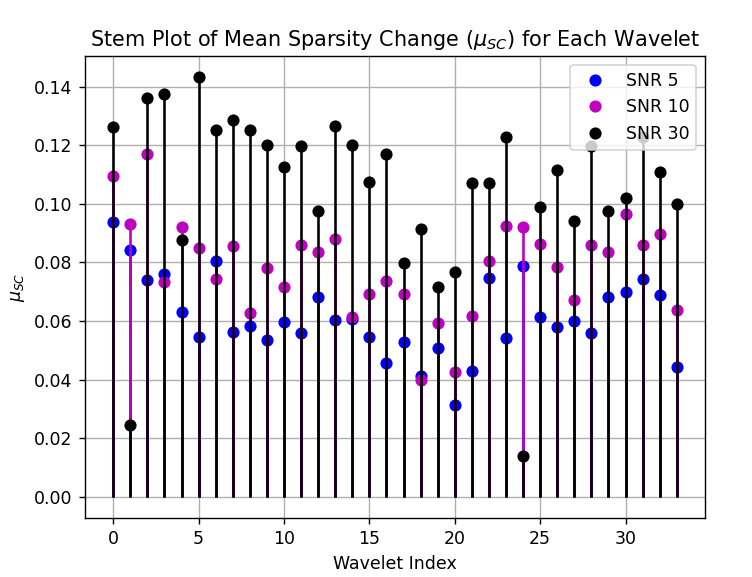 Stem Plot of Mean Sparsity Change (μSC) for Each Wavelet
SNR 5
SNR 10
SNR 30
0.14
0.12
0.10
0.08
0.06
0.04
0.02
0.00
μSC
0 5 10 15 20 25 30
Wavelet Index